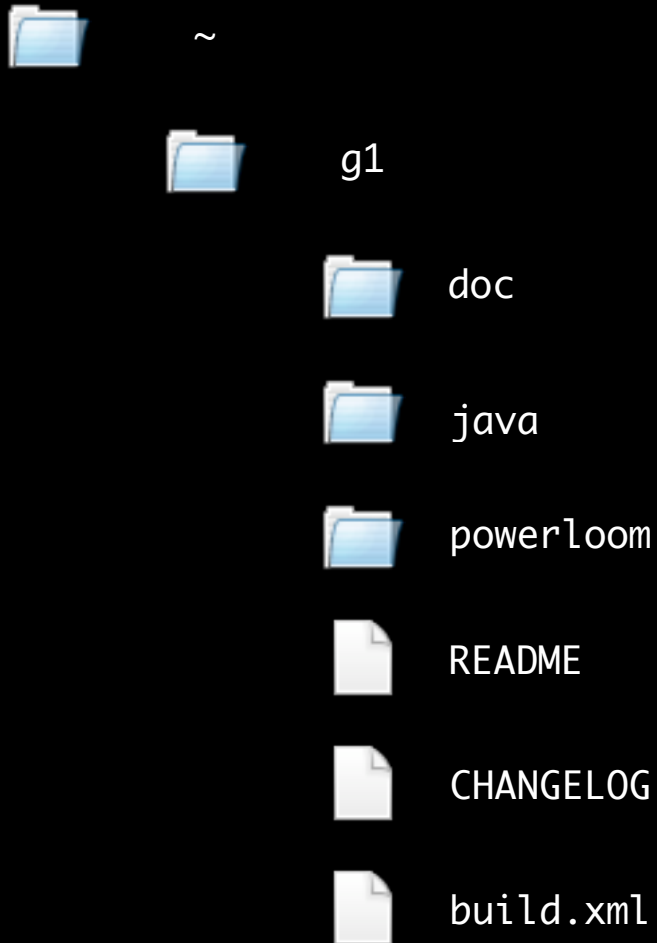 ~
g1
doc
java
powerloom
README
CHANGELOG
build.xml